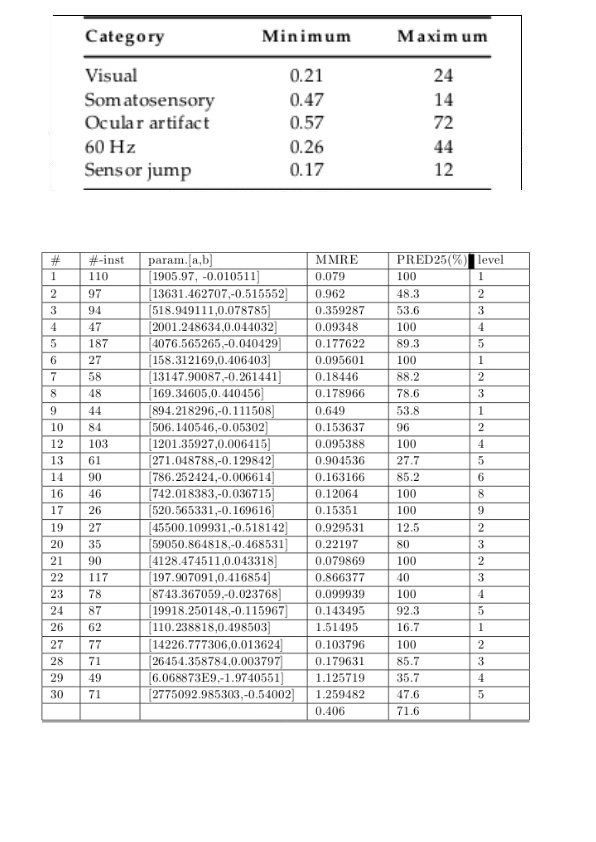 Category Minimum Maximum
Visual 0.21 24
Somatosensory 0.47 14
Ocular artifact 0.57 72
60 Hz 0.26 44
Sensor jump 0.17 12
# #-inst param.[a,b] MMRE PRED25(%) level
1 110 [1905.97, -0.010511] 0.079 100 1
2 97 [13631.462707,-0.515552] 0.962 48.3 2
3 94 [518.949111,0.078785] 0.359287 53.6 3
4 47 [2001.248634,0.044032] 0.09348 100 4
5 187 [4076.565265,-0.040429] 0.177622 89.3 5
6 27 [158.312169,0.406403] 0.095601 100 1
7 58 [13147.90087,-0.261441] 0.18446 88.2 2
8 48 [169.34605,0.440456] 0.178966 78.6 3
9 44 [894.218296,-0.111508] 0.649 53.8 1
10 84 [506.140546,-0.05302] 0.153637 96 2
12 103 [1201.35927,0.006415] 0.095388 100 4
13 61 [271.048788,-0.129842] 0.904536 27.7 5
14 90 [786.252424,-0.006614] 0.163166 85.2 6
16 46 [742.018383,-0.036715] 0.12064 100 8
17 26 [520.565331,-0.169616] 0.15351 100 9
19 27 [45500.109931,-0.518142] 0.929531 12.5 2
20 35 [59050.864818,-0.468531] 0.22197 80 3
21 90 [4128.474511,0.043318] 0.079869 100 2
22 117 [197.907091,0.416854] 0.866377 40 3
23 78 [8743.367059,-0.023768] 0.099939 100 4
24 87 [19918.250148,-0.115967] 0.143495 92.3 5
26 62 [110.238818,0.498503] 1.51495 16.7 1
27 77 [14226.777306,0.013624] 0.103796 100 2
28 71 [26454.358784,0.003797] 0.179631 85.7 3
29 49 [6.068873E9,-1.9740551] 1.125719 35.7 4
30 71 [2775092.985303,-0.54002] 1.259482 47.6 5
0.406 71.6